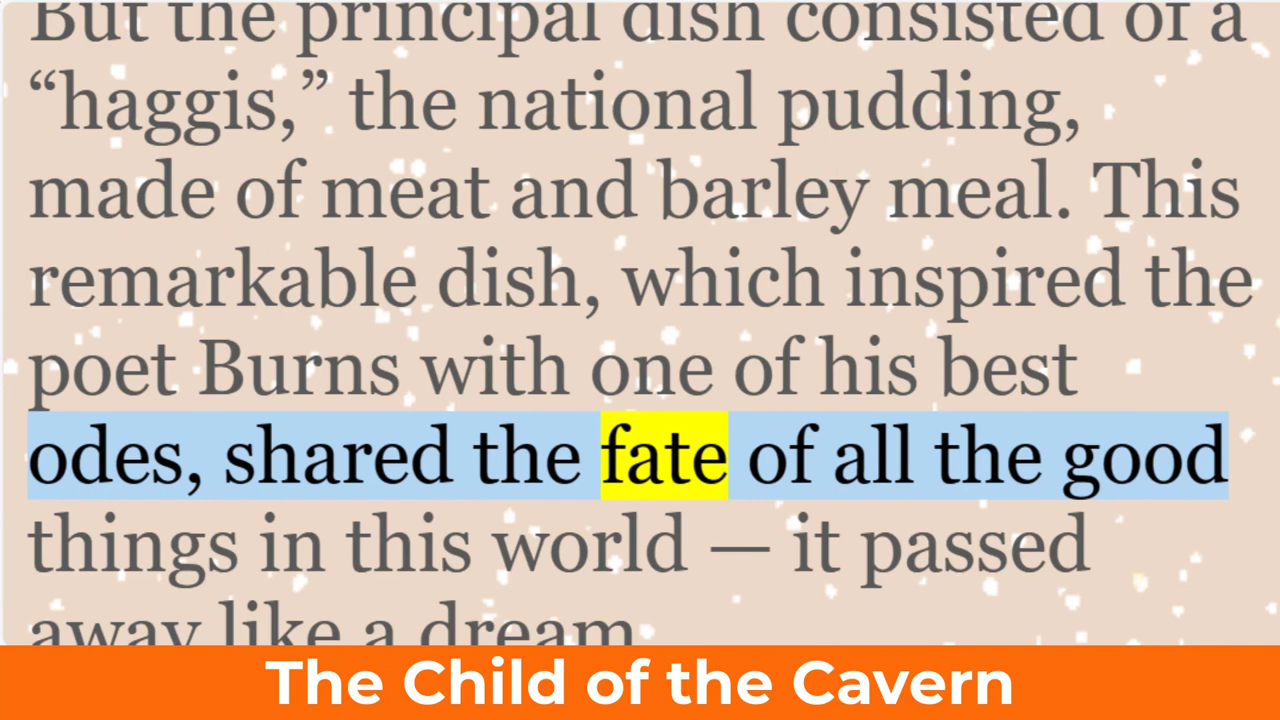 But the principal dish consisted of a
“haggis,” the national pudding,
made of meat and barley meal. This
remarkable dish, which inspired the
poet Burns with one of his best
odes, shared the fate of all the good
things in this world — it passed
away like a dream.
The Child of the Cavern